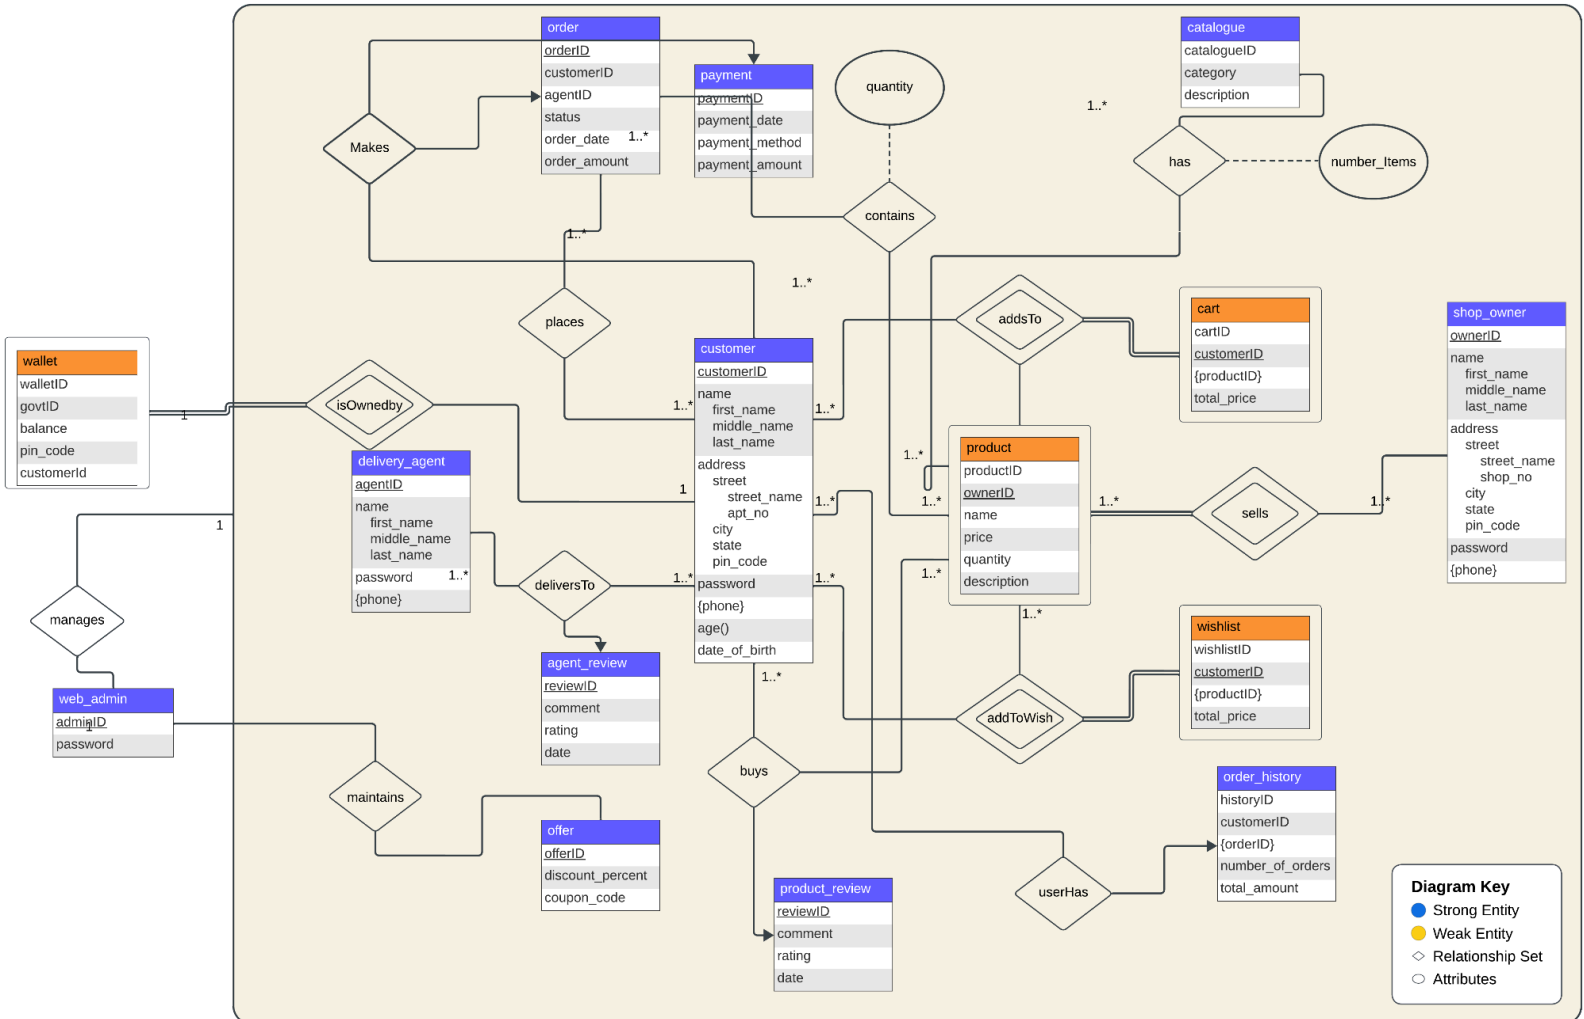 order
orderID
customerID
agentID
status
order_date
1..*
order_amount
payment
paymentID
payment_date
payment_method
payment_amount
quantity
catalogue
catalogueID
category
description
1..*
Makes
has
number_Items
contains
1..*
1..*
places
addsTo
cart
cartID
customerID
{productID}
total_price
shop_owner
ownerID
name
first_name
middle_name
last_name
address
street
street_name
shop_no
city
state
pin_code
password
{phone}
wallet
walletID
govtID
balance
pin_code
customerId
1
isOwnedby
customer
customerID
name
first_name
middle_name
last_name
address
street
street_name
apt_no
city
state
pin_code
password
{phone}
age()
date_of_birth
1..*
1..*
1
1..*
1..*
1..*
1..*
delivery_agent
agentID
name
first_name
middle_name
last_name
password
1..*
{phone}
deliversTo
product
productID
ownerID
name
price
quantity
description
1..*
1..*
1..*
1..*
1..*
sells
1..*
1
manages
web_admin
adminID
1
password
agent_review
reviewID
comment
rating
date
wishlist
wishlistID
customerID
{productID}
total_price
addToWish
buys
maintains
offer
offerID
discount_percent
coupon_code
order_history
historyID
customerID
{orderID}
number_of_orders
total_amount
userHas
product_review
reviewID
comment
rating
date
Diagram Key
Strong Entity
Weak Entity
Relationship Set
Attributes